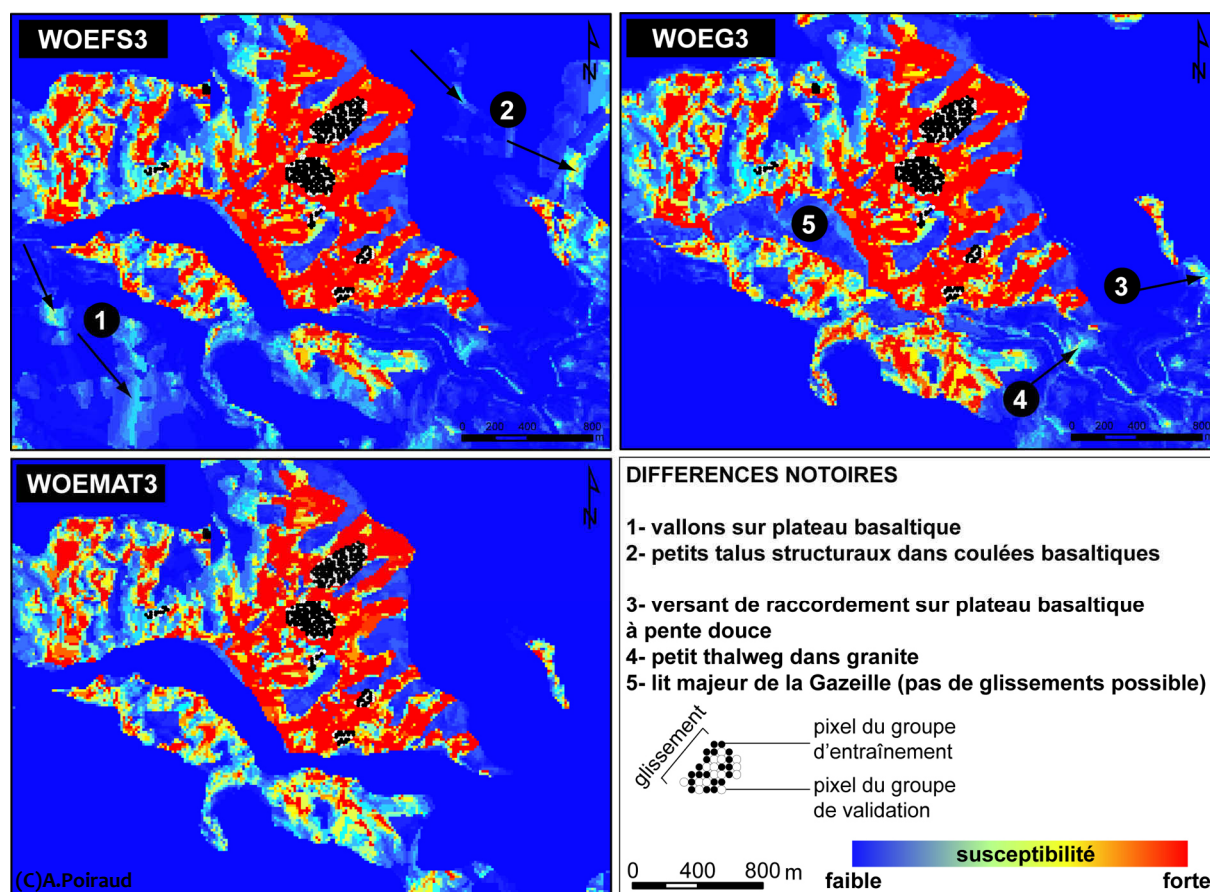 WOEFS3
N
2
1
0 200 400 800
m
WOEG3
N
5
3
4
0 200 400 800
m
WOEMAT3
N
(C)A.Poiraud
DIFFERENCES NOTOIRES
1- vallons sur plateau basaltique
2- petits talus structuraux dans coulées basaltiques
3- versant de raccordement sur plateau basaltique
à pente douce
4- petit thalweg dans granite
5- lit majeur de la Gazeille (pas de glissements possible)
glissement
pixel du groupe
d'entraînement
pixel du groupe
de validation
0 400 800 m
susceptibilité
faible forte